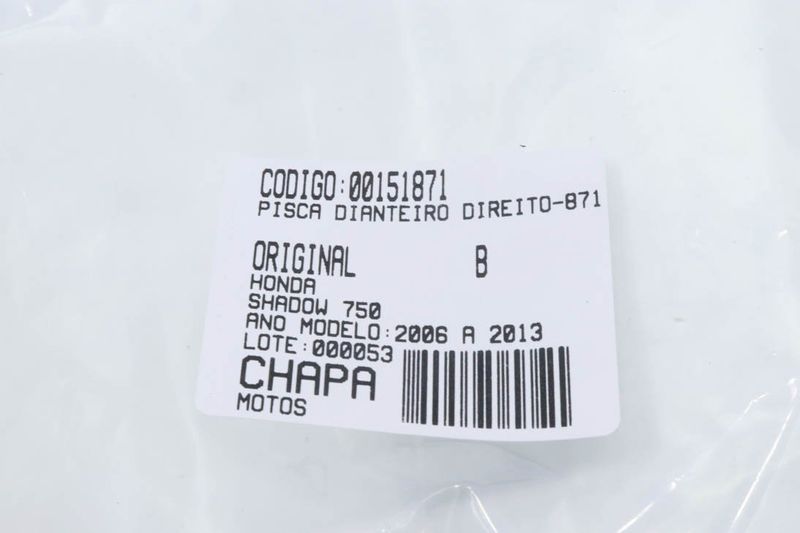 CODIGO:00151871
PISCA DIANTEIRO DIREITO-871
ORIGINAL B
HONDA
SHADOW 750
ANO MODELO:2006 A 2013
LOTE:000053
CHAPA
MOTOS